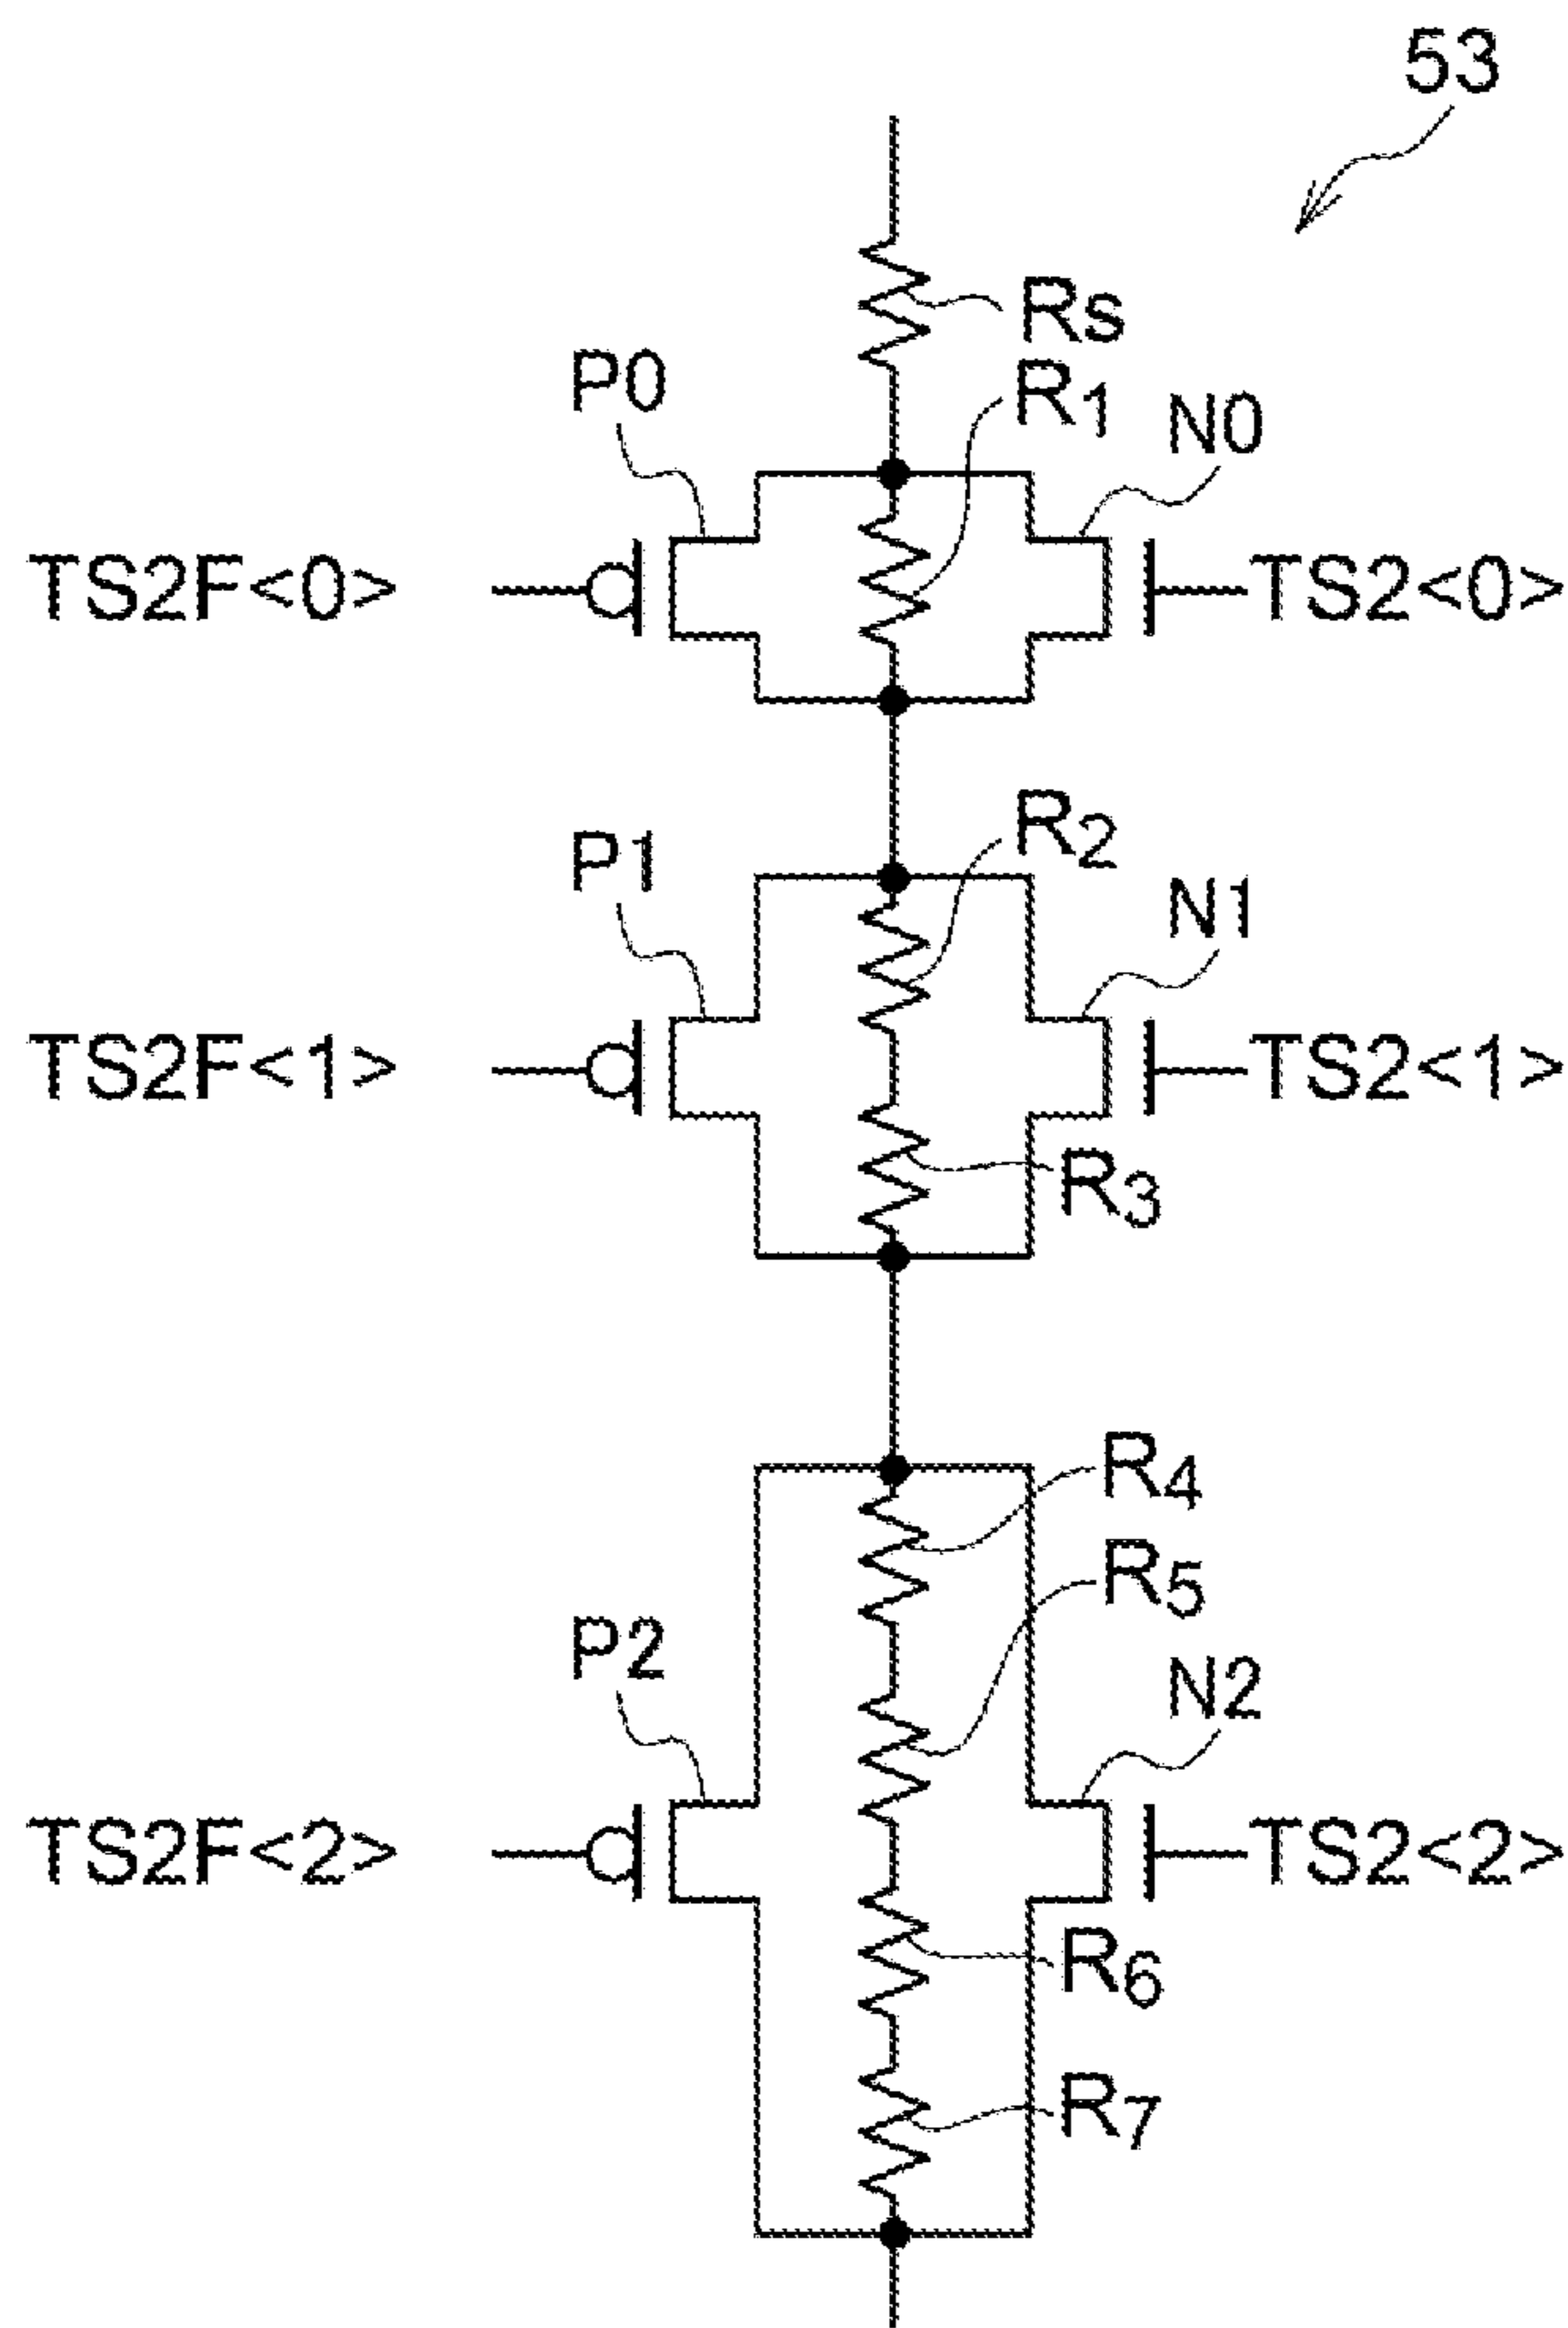 53
Rs
P0
R1
N0
TS2F<0>
TS2<0>
P1
R2
N1
TS2F<1>
TS2<1>
R3
R4
R5
P2
N2
TS2F<2>
TS2<2>
R6
R7